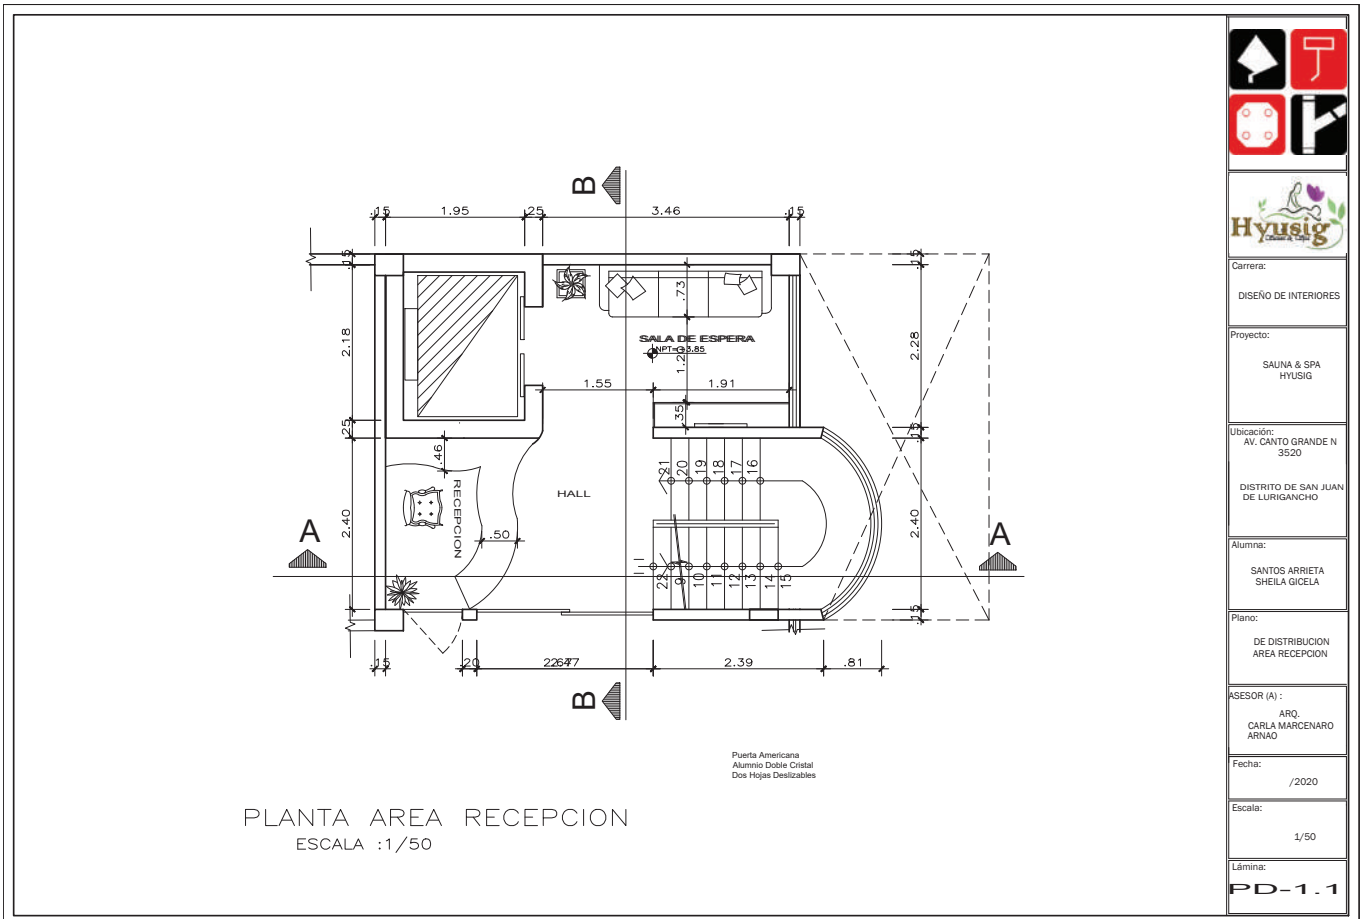 B
.15
1.95
.25
3.46
.15
.15
.15
2.18
.73
2.28
SALA DE ESPERA
NPT=+3.85
1.20
1.55
1.91
.35
.25
.15
.46
21
20
19
18
17
16
RECEPCION
HALL
2.40
.50
2.40
A
A
22
9
10
11
12
13
14
15
.15
.15
.20
2.39
.81
B
Puerta Americana
Alumnio Doble Cristal
Dos Hojas Deslizables
PLANTA AREA RECEPCION
ESCALA :1/50
Hyusig
Carrera:
DISEÑO DE INTERIORES
Proyecto:
SAUNA & SPA
HYUSIG
Ubicación:
AV. CANTO GRANDE N
3520
DISTRITO DE SAN JUAN
DE LURIGANCHO
Alumna:
SANTOS ARRIETA
SHEILA GICELA
Plano:
DE DISTRIBUCION
AREA RECEPCION
ASESOR (A) :
ARQ.
CARLA MARCENARO
ARNAO
Fecha:
/2020
Escala:
1/50
Lámina:
PD-1.1